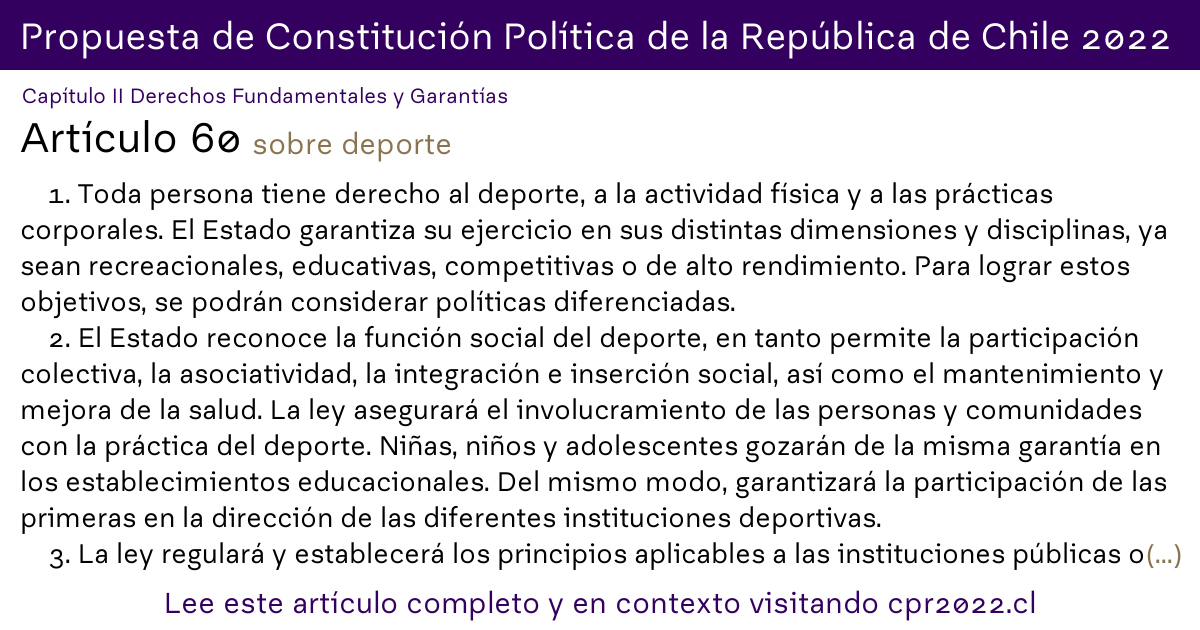 Propuesta de Constitución Política de la República de Chile 2022
Capítulo II Derechos Fundamentales y Garantías
Artículo 60 sobre deporte
1. Toda persona tiene derecho al deporte, a la actividad física y a las prácticas
corporales. El Estado garantiza su ejercicio en sus distintas dimensiones y disciplinas, ya
sean recreacionales, educativas, competitivas o de alto rendimiento. Para lograr estos
objetivos, se podrán considerar políticas diferenciadas.
2. El Estado reconoce la función social del deporte, en tanto permite la participación
colectiva, la asociatividad, la integración e inserción social, así como el mantenimiento y
mejora de la salud. La ley asegurará el involucramiento de las personas y comunidades
con la práctica del deporte. Niñas, niños y adolescentes gozarán de la misma garantía en
los establecimientos educacionales. Del mismo modo, garantizará la participación de las
primeras en la dirección de las diferentes instituciones deportivas.
3. La ley regulará y establecerá los principios aplicables a las instituciones públicas o(...)
Lee este artículo completo y en contexto visitando cpr2022.cl